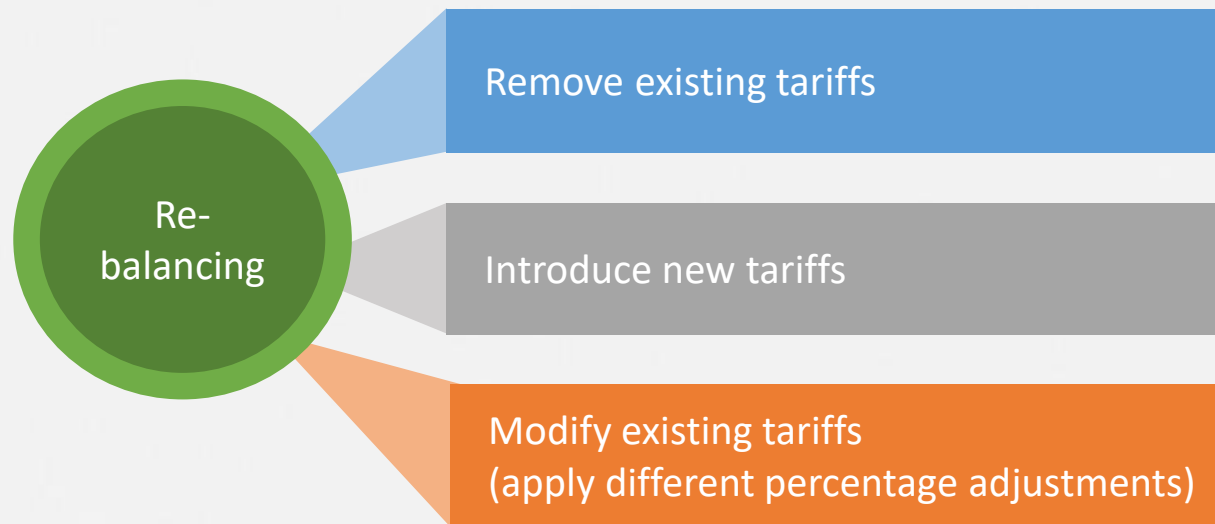 Re-
balancing
Remove existing tariffs
Introduce new tariffs
Modify existing tariffs
(apply different percentage adjustments)